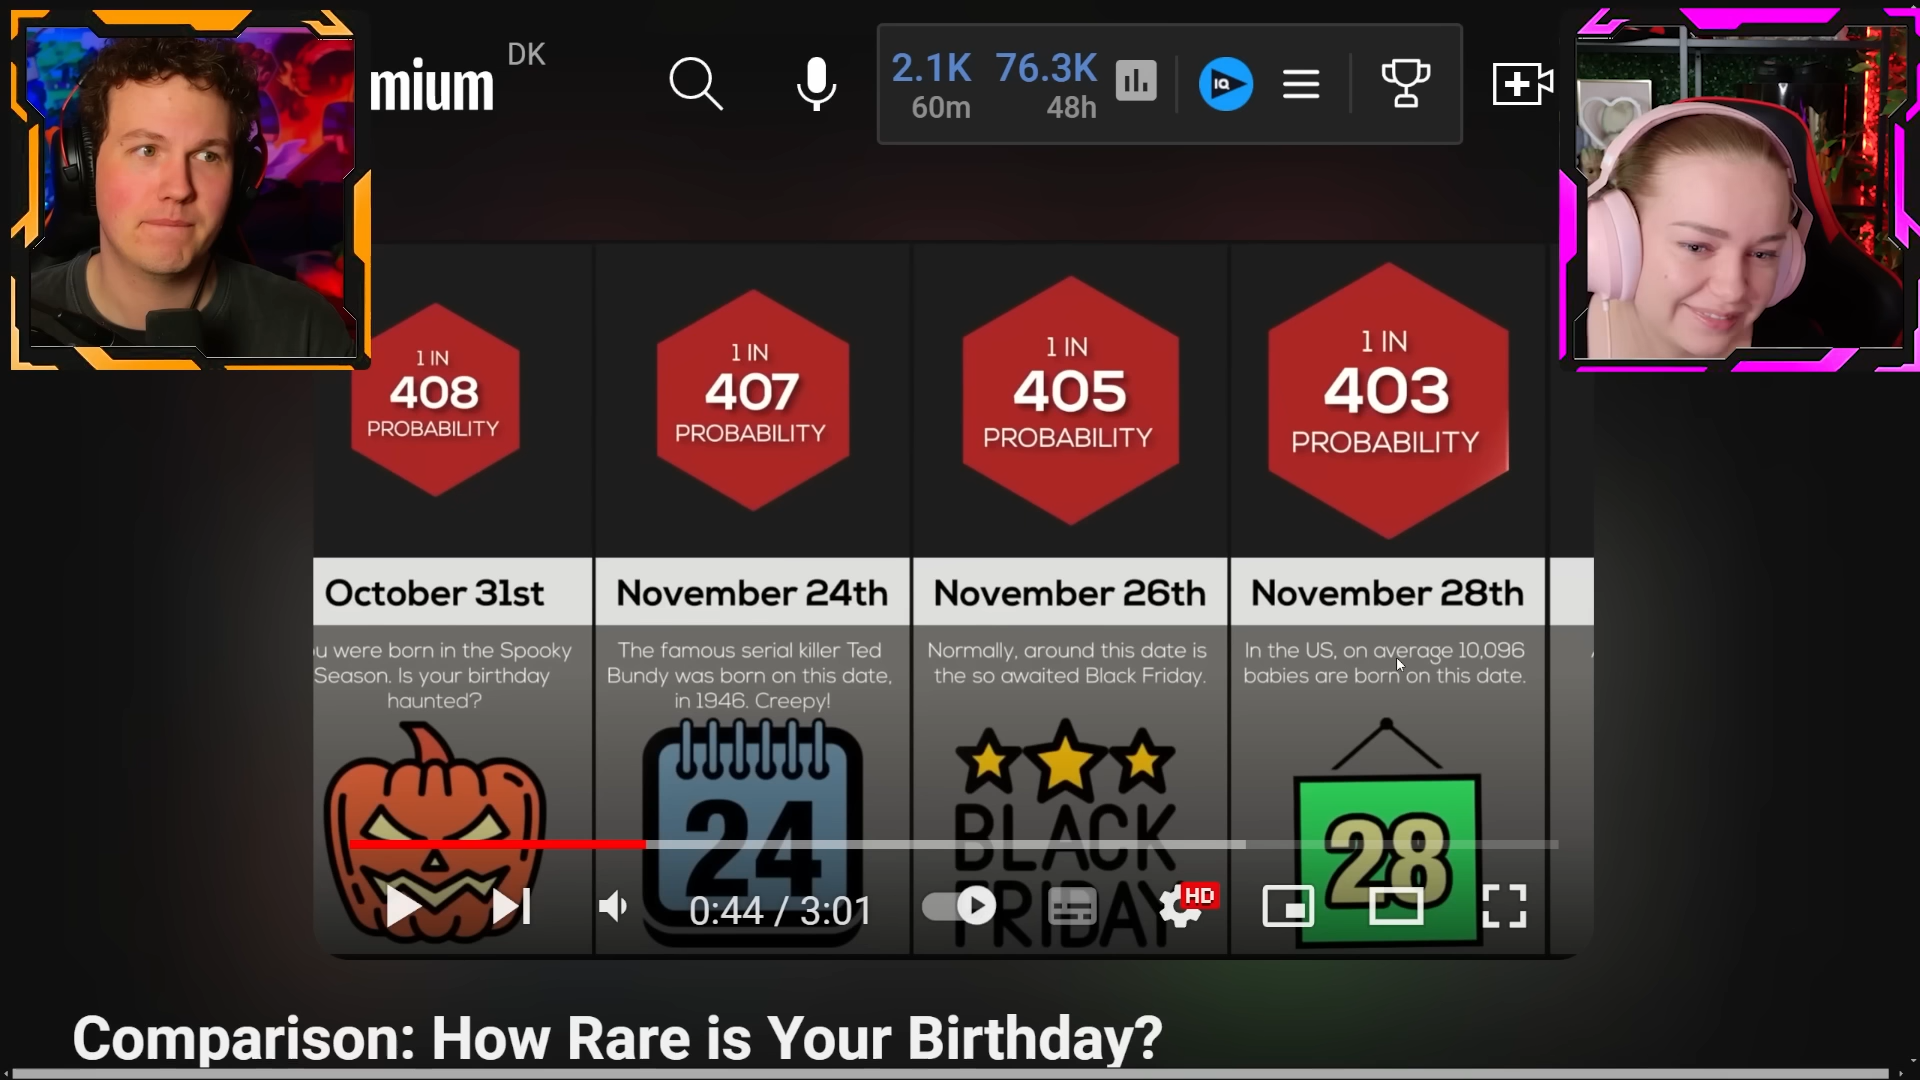 mium
DK
2.1K 76.3K
60m 48h
IQ
1 IN
408
PROBABILITY
1 IN
407
PROBABILITY
1 IN
405
PROBABILITY
1 IN
403
PROBABILITY
October 31st
November 24th
November 26th
November 28th
u were born in the Spooky
Season. Is your birthday
haunted?
The famous serial killer Ted
Bundy was born on this date,
in 1946. Creepy!
Normally, around this date is
the so awaited Black Friday.
In the US, on average 10,096
babies are born on this date.
24
BLACK
FRIDAY
28
0:44 / 3:01
HD
Comparison: How Rare is Your Birthday?